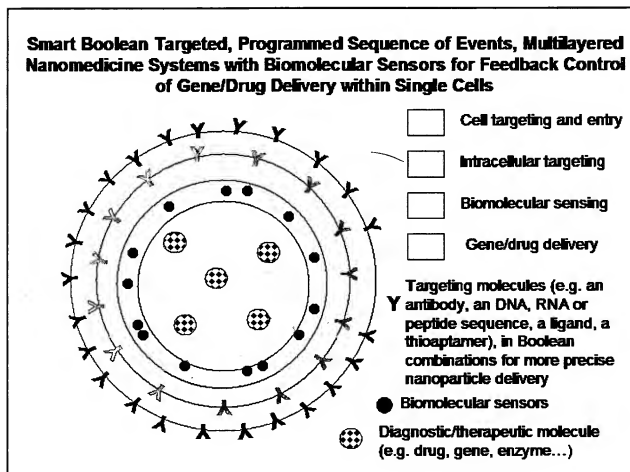 Smart Boolean Targeted, Programmed Sequence of Events, Multilayered
Nanomedicine Systems with Biomolecular Sensors for Feedback Control
of Gene/Drug Delivery within Single Cells
Cell targeting and entry
Intracellular targeting
Biomolecular sensing
Gene/drug delivery
Targeting molecules (e.g. an
antibody, an DNA, RNA or
peptide sequence, a ligand, a
thioaptamer), in Boolean
combinations for more precise
nanoparticle delivery
Biomolecular sensors
Diagnostic/therapeutic molecule
(e.g. drug, gene, enzyme...)